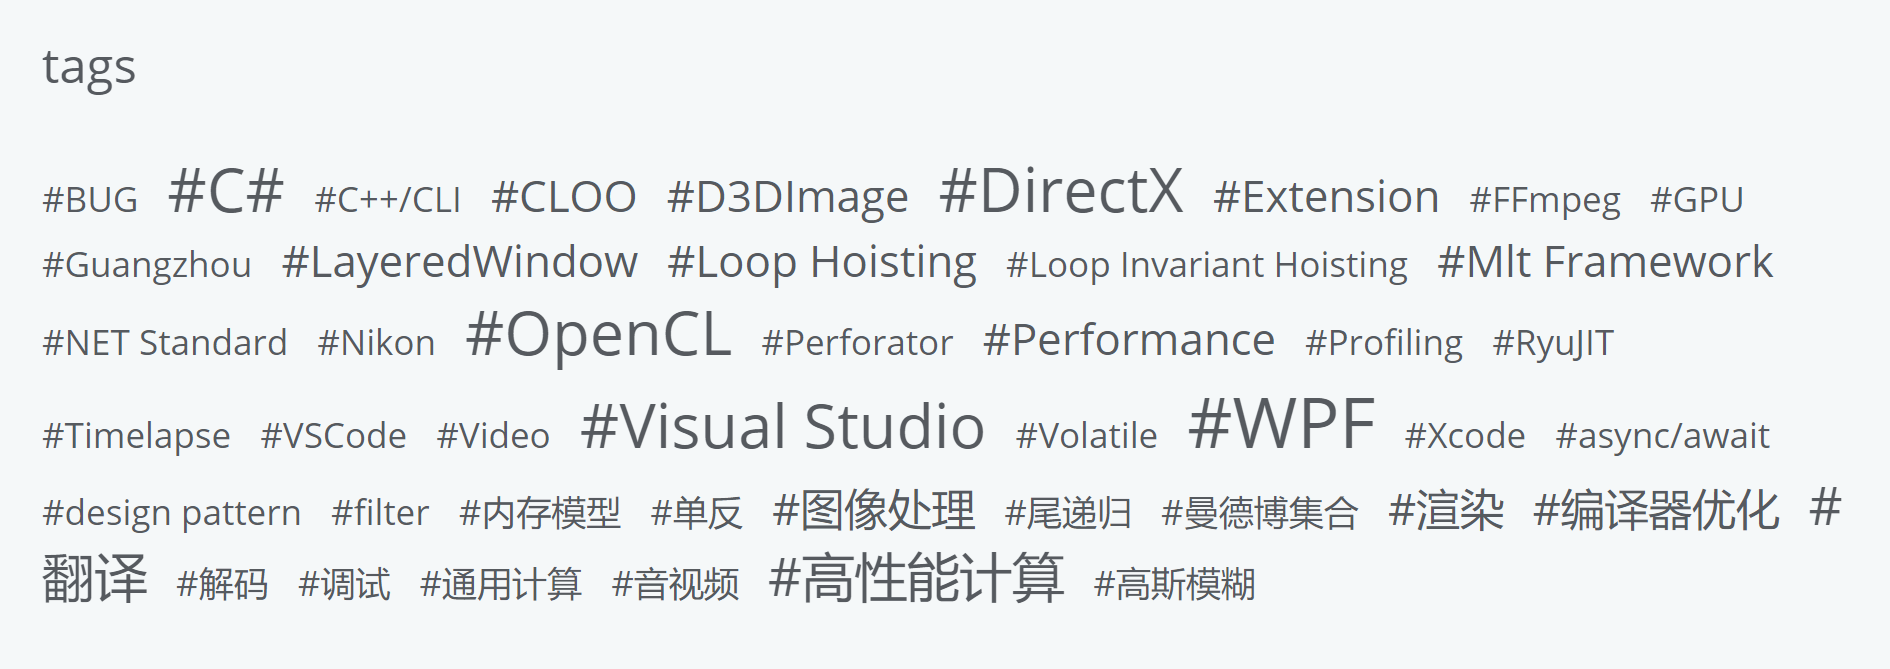 tags
#BUG #C# #C++/CLI #CLOO #D3DImage #DirectX #Extension #FFmpeg #GPU
#Guangzhou #LayeredWindow #Loop Hoisting #Loop Invariant Hoisting #Mlt Framework
#NET Standard #Nikon #OpenCL #Perforator #Performance #Profiling #RyuJIT
#Timelapse #VSCode #Video #Visual Studio #Volatile #WPF #Xcode #async/await
#design pattern #filter #内存模型 #单反 #图像处理 #尾递归 #曼德博集合 #渲染 #编译器优化 #
翻译 #解码 #调试 #通用计算 #音视频 #高性能计算 #高斯模糊